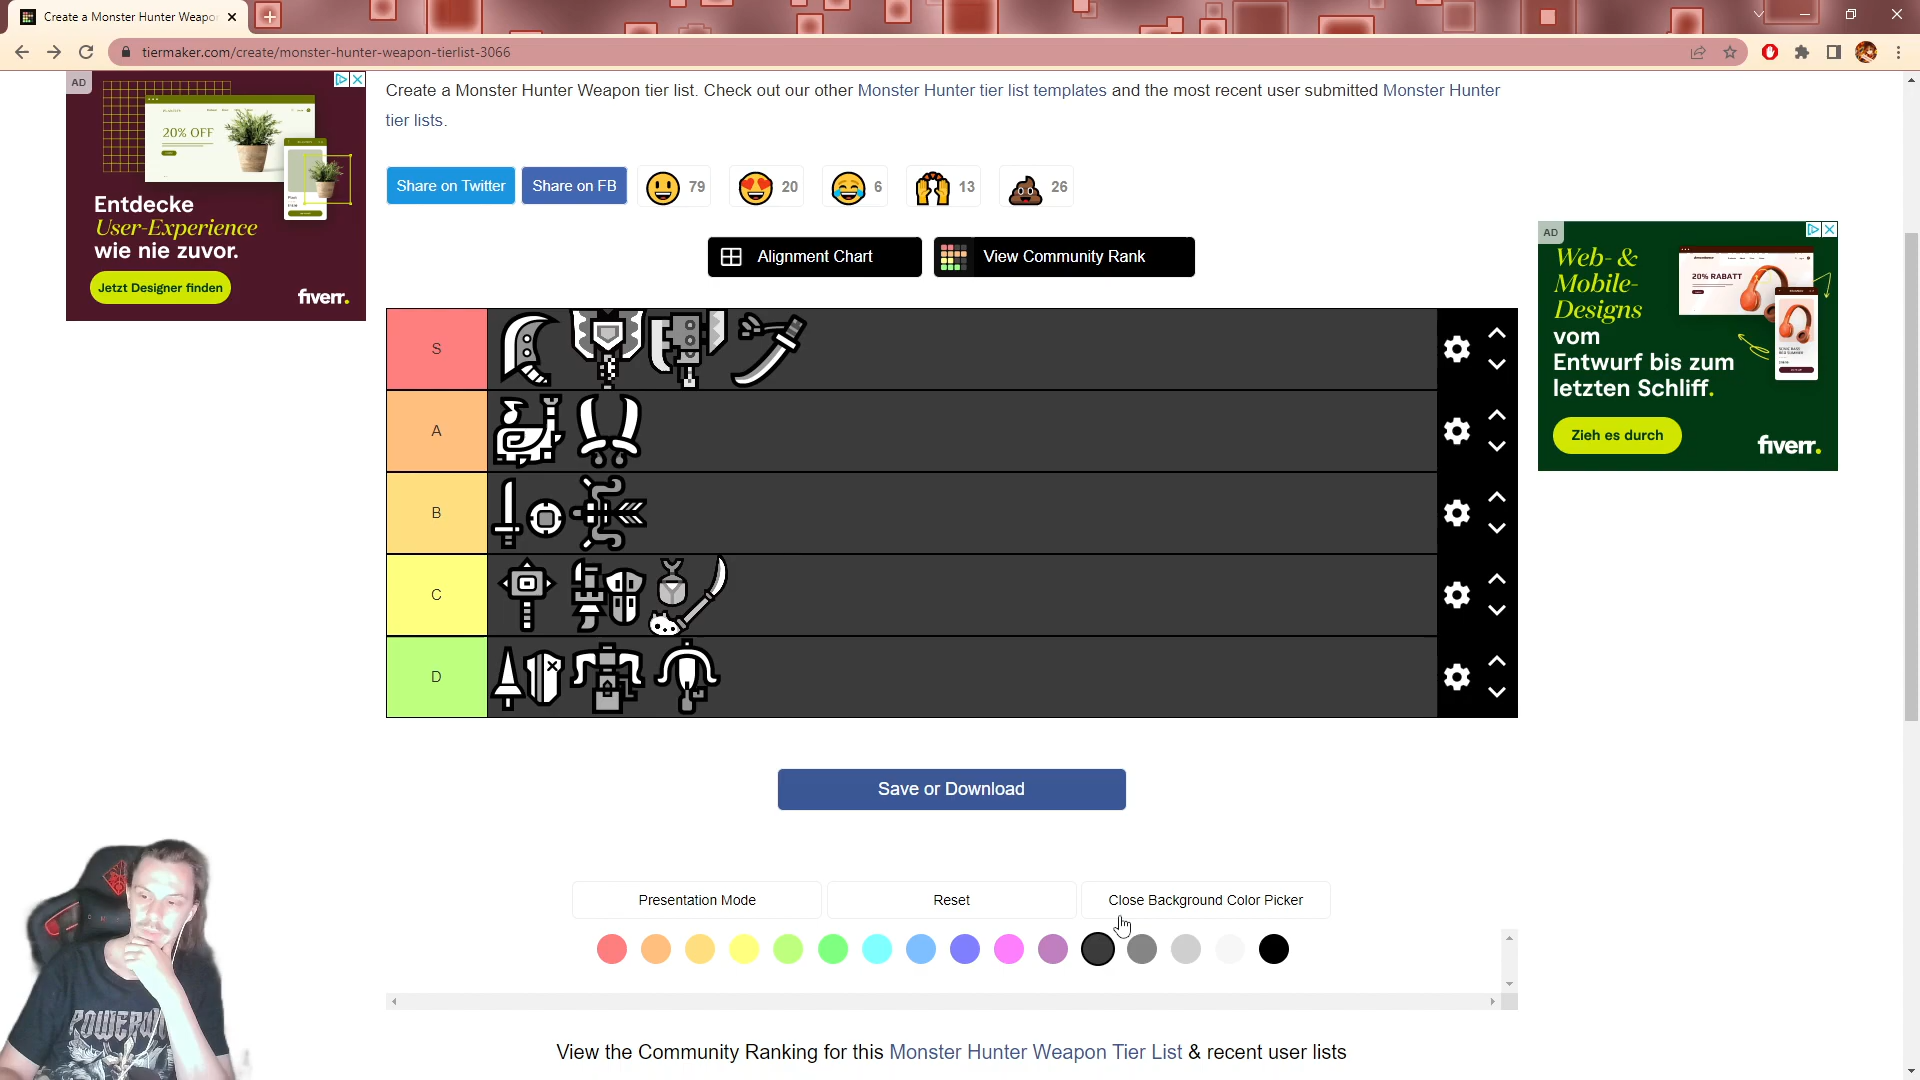 Create a Monster Hunter Weapon
tiermaker.com/create/monster-hunter-weapon-tierlist-3066
AD
20% OFF
Entdecke
User-Experience
wie nie zuvor.
Jetzt Designer finden
fiverr.
Create a Monster Hunter Weapon tier list. Check out our other Monster Hunter tier list templates and the most recent user submitted Monster Hunter
tier lists.
Share on Twitter
Share on FB
79
20
6
13
26
Alignment Chart
View Community Rank
S
A
B
C
D
AD
Web- &
Mobile-
Designs
vom
Entwurf bis zum
letzten Schliff.
20% RABATT
Zieh es durch
fiverr.
Save or Download
Presentation Mode
Reset
Close Background Color Picker
View the Community Ranking for this Monster Hunter Weapon Tier List & recent user lists